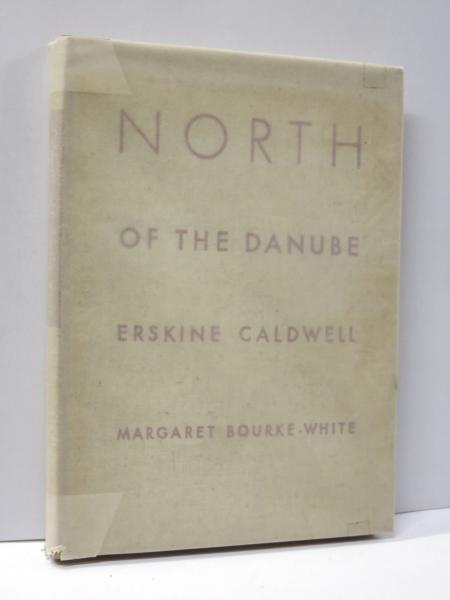 NORTH
OF THE DANUBE
ERSKINE CALDWELL
MARGARET BOURKE-WHITE